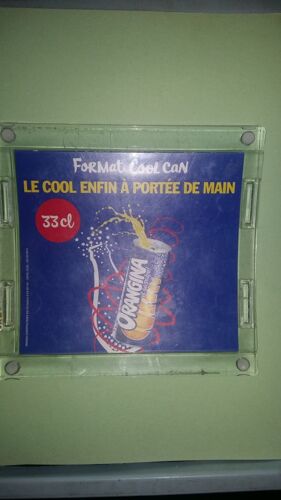 Format Cool Can
LE COOL ENFIN À PORTÉE DE MAIN
33cl
ORANGINA